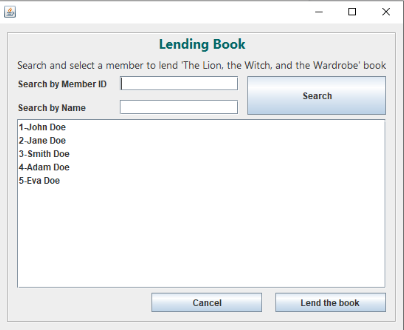 Lending Book
Search and select a member to lend 'The Lion, the Witch, and the Wardrobe' book
Search by Member ID
Search
Search by Name
1-John Doe
2-Jane Doe
3-Smith Doe
4-Adam Doe
5-Eva Doe
Cancel
Lend the book